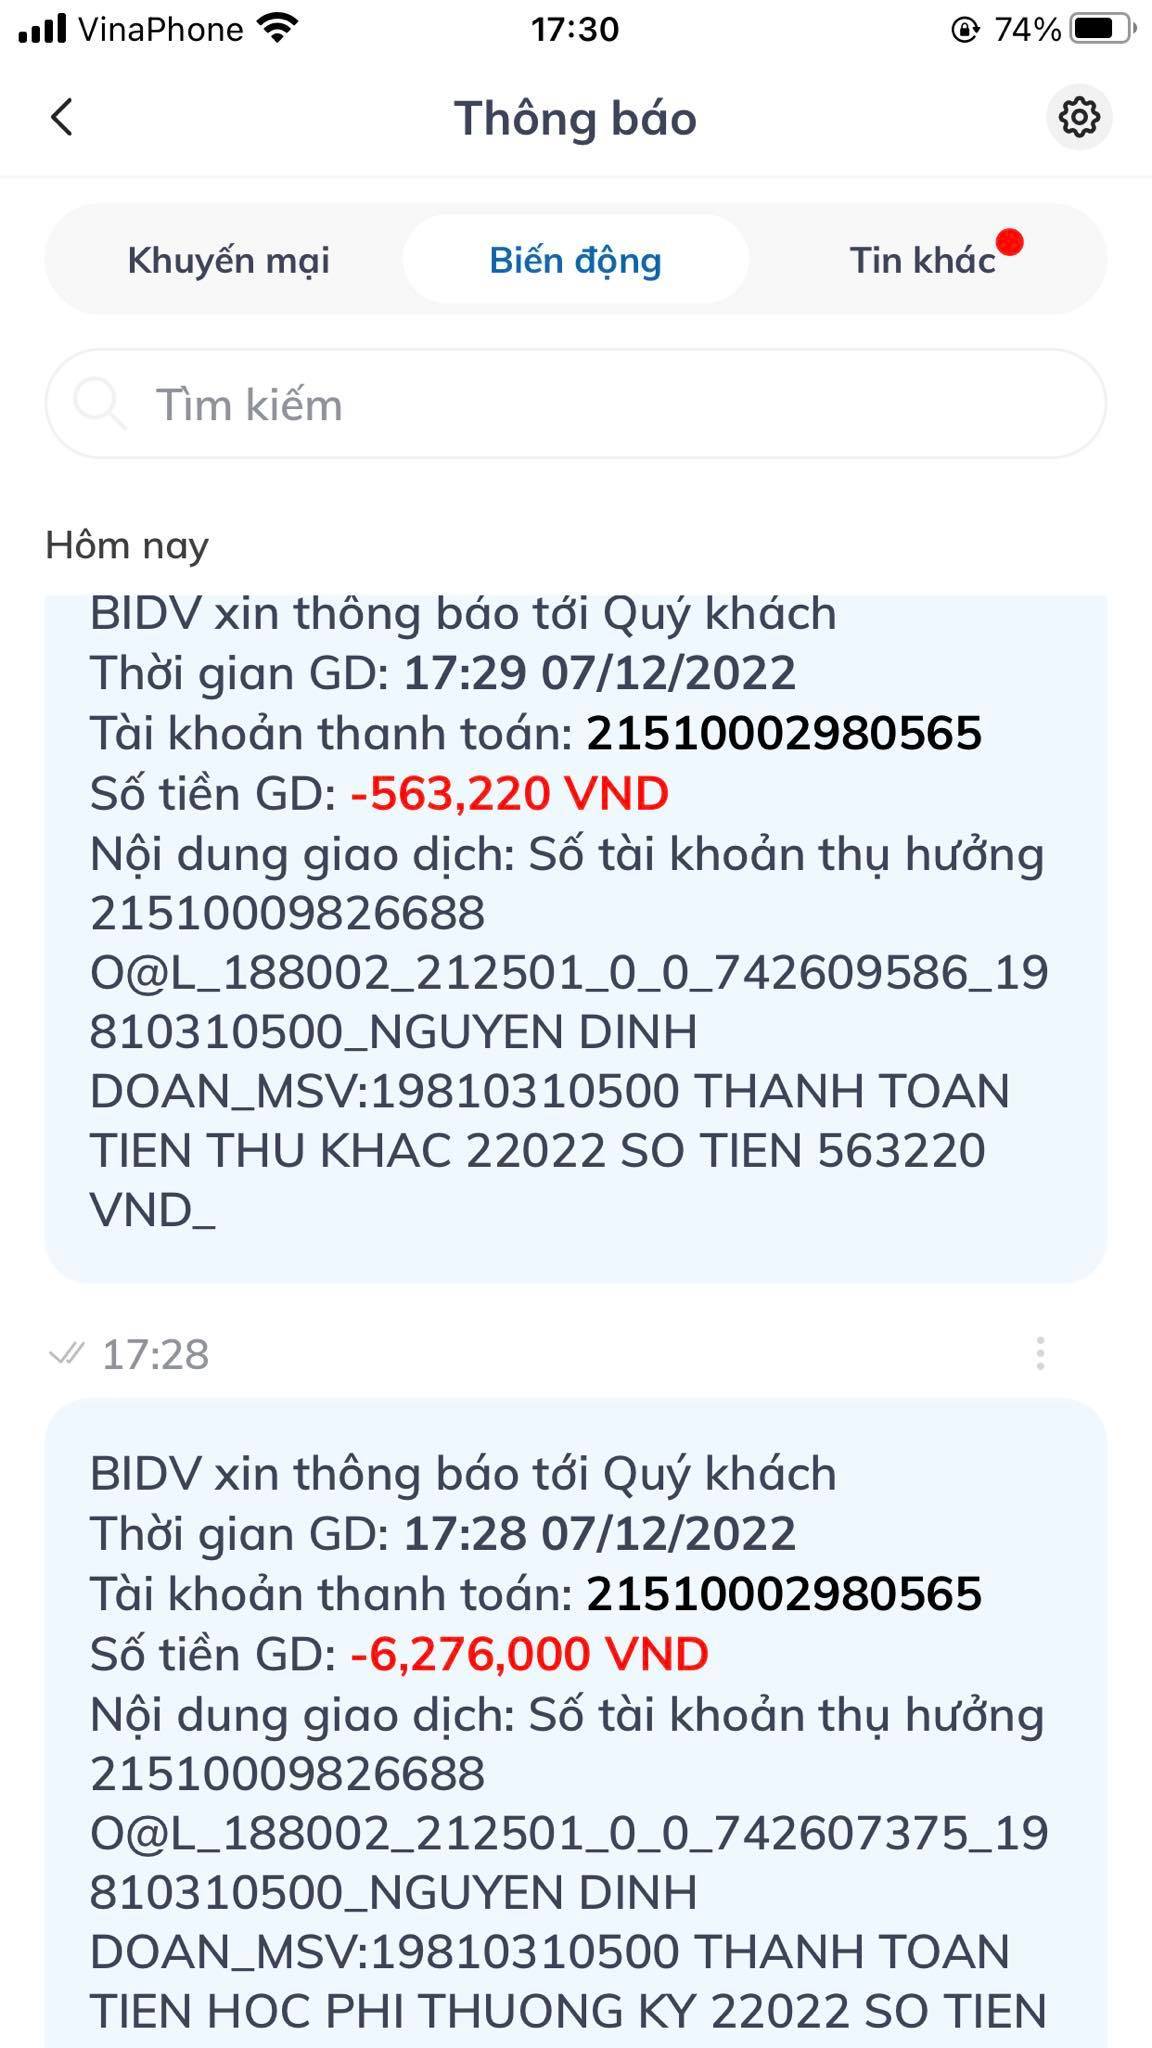 VinaPhone 17:30 74%
Thông báo
Khuyến mại Biến động Tin khác
Tìm kiếm
Hôm nay
BIDV xin thông báo tới Quý khách
Thời gian GD: 17:29 07/12/2022
Tài khoản thanh toán: 21510002980565
Số tiền GD: -563,220 VND
Nội dung giao dịch: Số tài khoản thụ hưởng
21510009826688
O@L_188002_212501_0_0_742609586_19
810310500_NGUYEN DINH
DOAN_MSV:19810310500 THANH TOAN
TIEN THU KHAC 22022 SO TIEN 563220
VND_
17:28
BIDV xin thông báo tới Quý khách
Thời gian GD: 17:28 07/12/2022
Tài khoản thanh toán: 21510002980565
Số tiền GD: -6,276,000 VND
Nội dung giao dịch: Số tài khoản thụ hưởng
21510009826688
O@L_188002_212501_0_0_742607375_19
810310500_NGUYEN DINH
DOAN_MSV:19810310500 THANH TOAN
TIEN HOC PHI THUONG KY 22022 SO TIEN